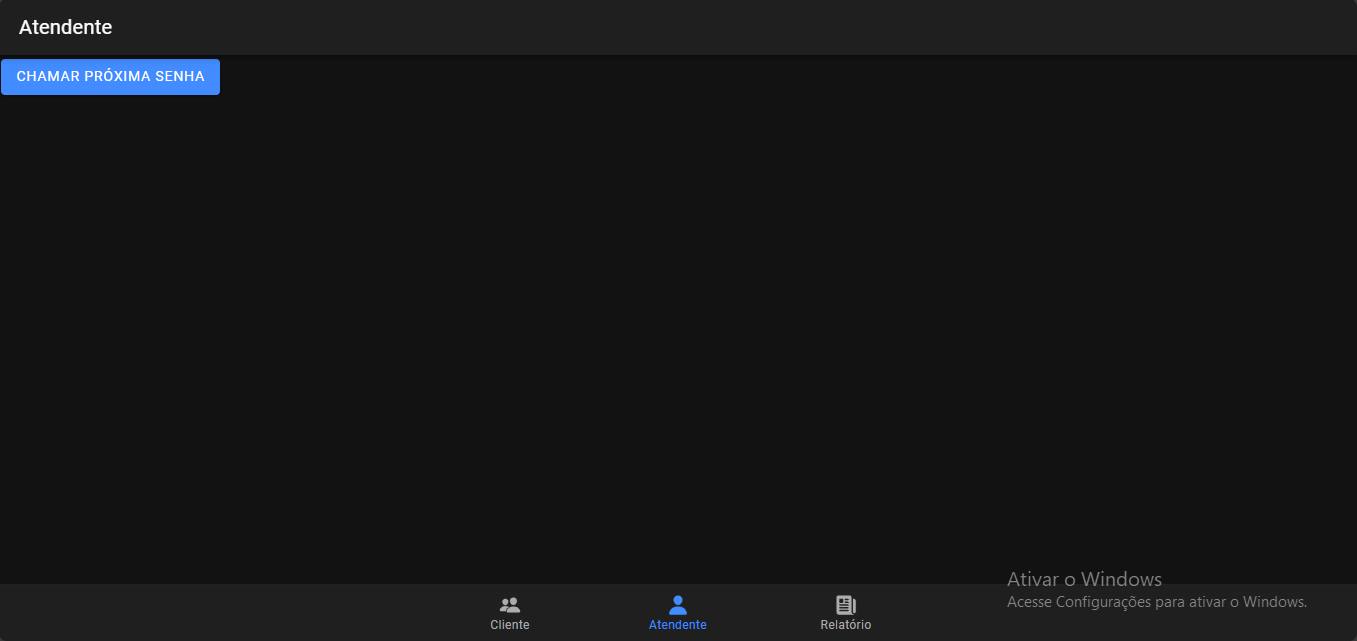 Atendente
CHAMAR PRÓXIMA SENHA
Ativar o Windows
Acesse Configurações para ativar o Windows.
Cliente
Atendente
Relatório